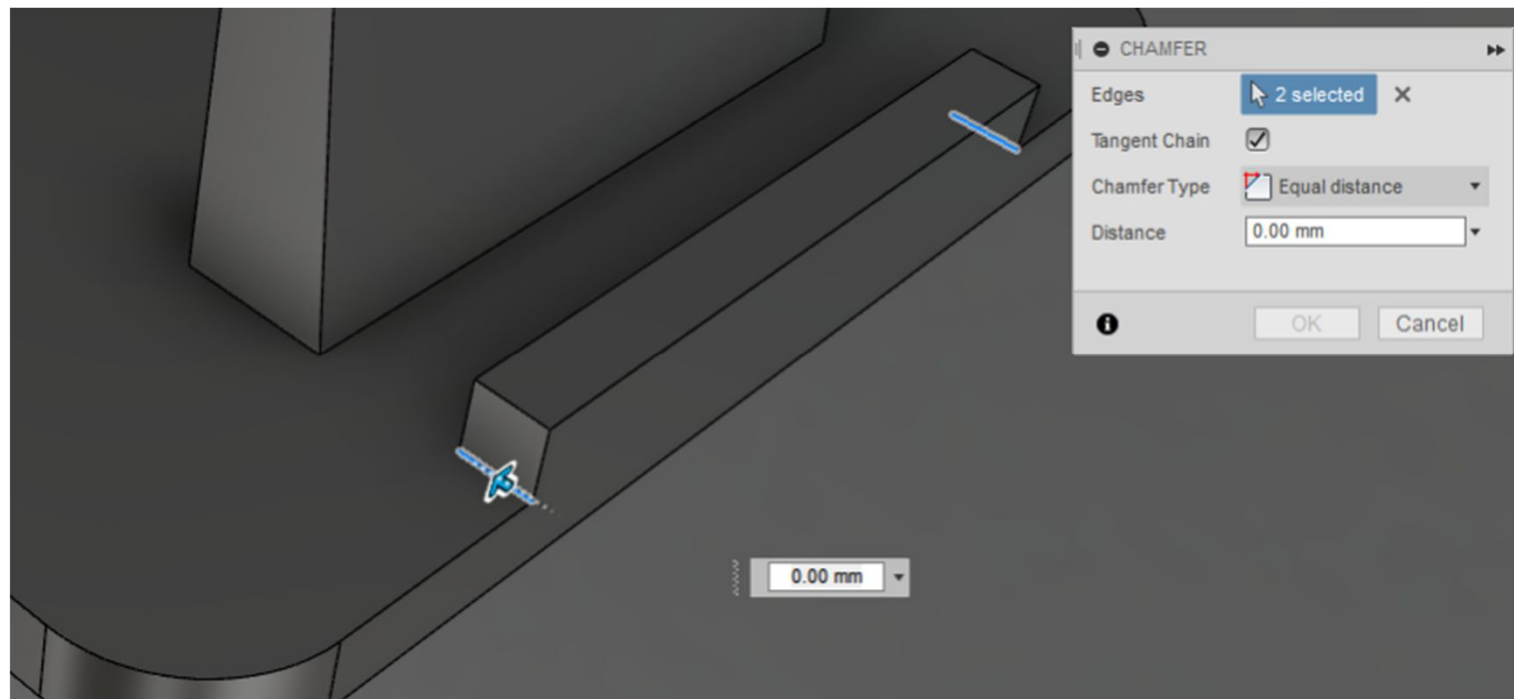 CHAMFER
Edges 2 selected
Tangent Chain
Chamfer Type Equal distance
Distance 0.00 mm
OK Cancel
0.00 mm